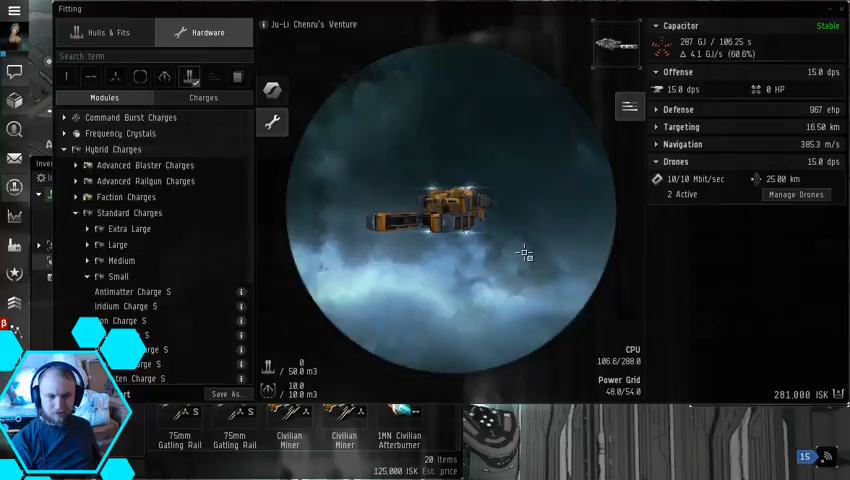 Fitting
Hulls & Fits
Hardware
Search term
Modules
Charges
Command Burst Charges
Frequency Crystals
Hybrid Charges
Advanced Blaster Charges
Advanced Railgun Charges
Faction Charges
Standard Charges
Extra Large
Large
Medium
Small
Antimatter Charge S
Iridium Charge S
Charge S
Charge S
Charge S
Charge S
Save As...
Ju-Li Chenru's Venture
0
/ 50.0 m3
10.0
/ 10.0 m3
CPU
106.6/288.0
Power Grid
48.0/54.0
Capacitor
Stable
287 GJ / 106.25 s
Δ 4.1 GJ/s (60.6%)
Offense
15.0 dps
15.0 dps
0 HP
Defense
967 ehp
Targeting
16.50 km
Navigation
385.3 m/s
Drones
15.0 dps
10/10 Mbit/sec
25.00 km
2 Active
Manage Drones
281,000 ISK
75mm Gatling Rail
75mm Gatling Rail
Civilian Miner
Civilian Miner
1MN Civilian Afterburner
20 Items
125,000 ISK Est. price
15
β